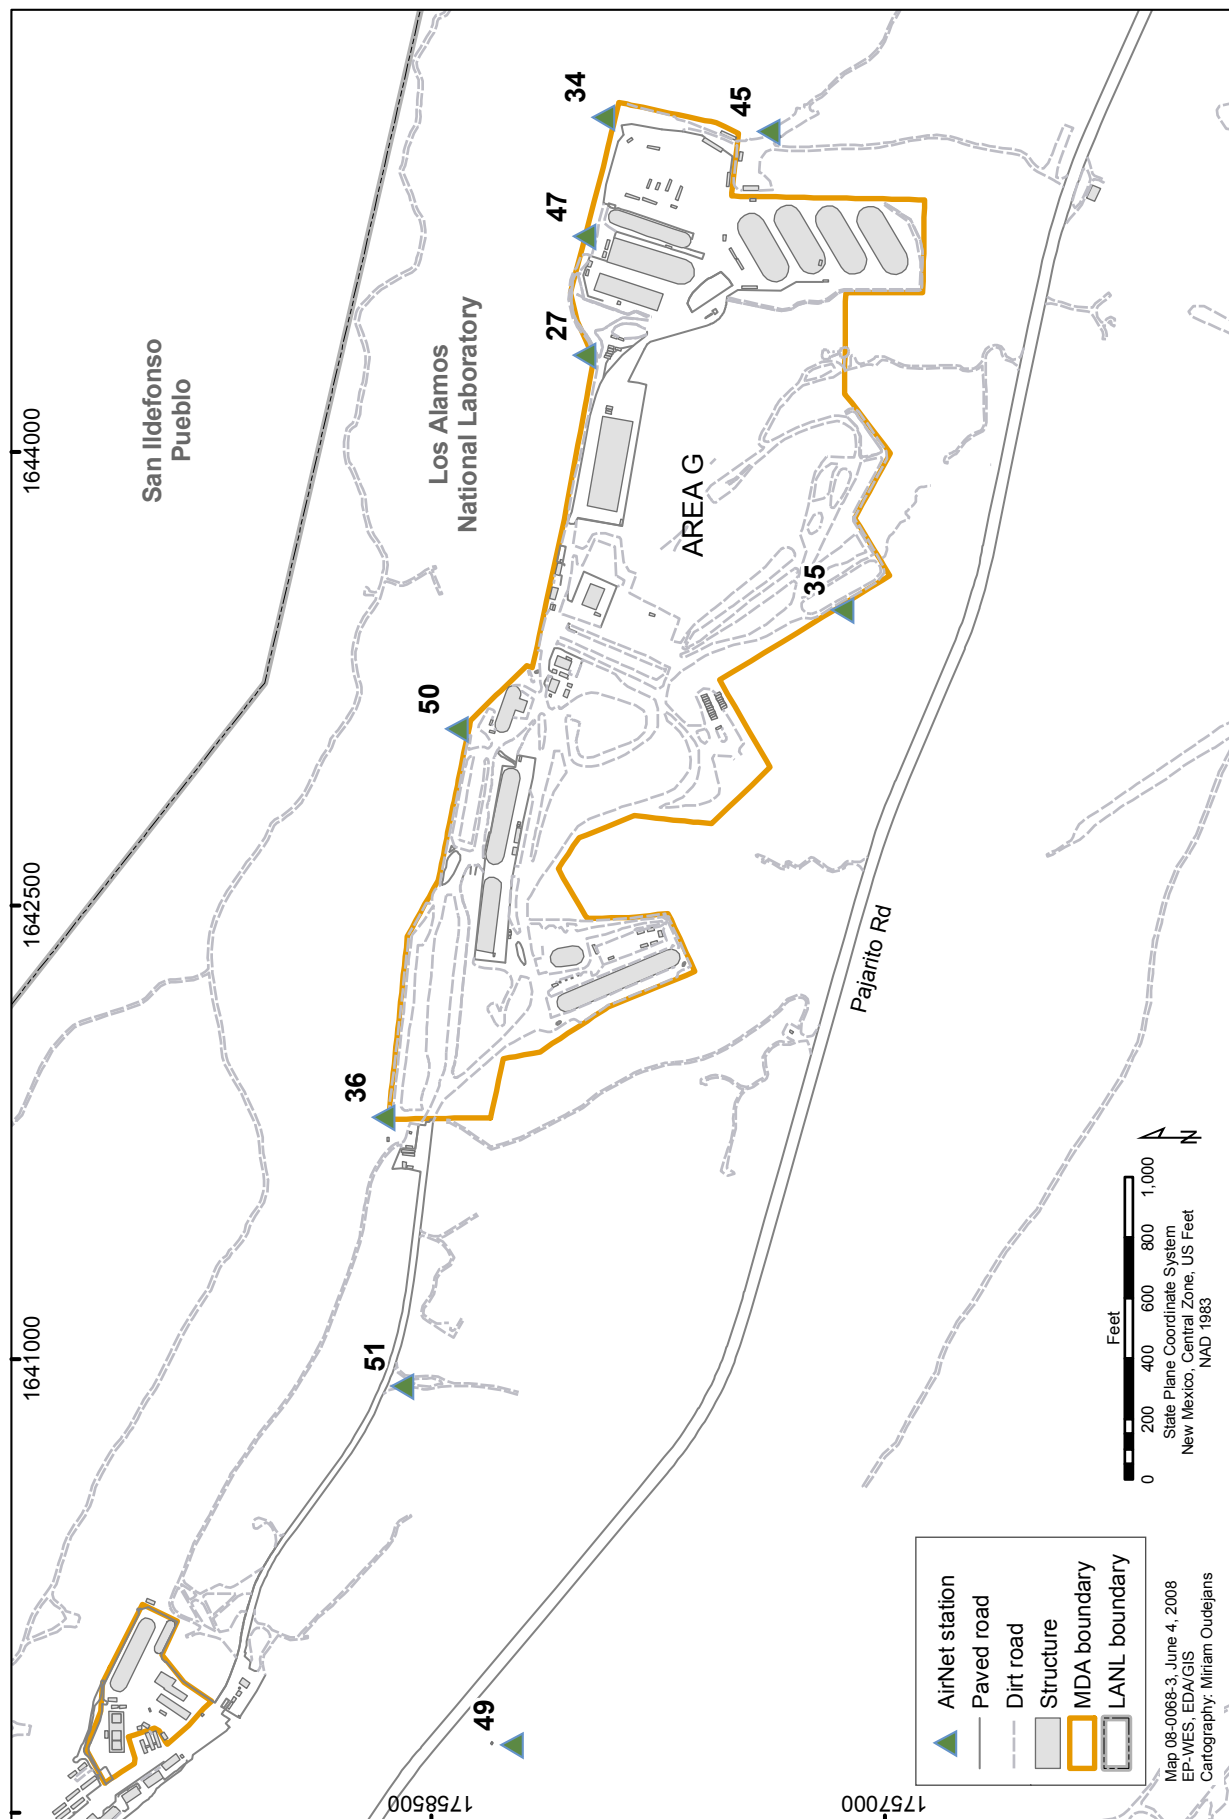 1641000
1642500
1644000
San Ildefonso
Pueblo
Los Alamos
National Laboratory
34
47
27
45
50
36
51
49
35
AREA G
Pajarito Rd
1758500
1757000
AirNet station
Paved road
Dirt road
Structure
MDA boundary
LANL boundary
Map 08-0068-3, June 4, 2008
EP-WES, EDA/GIS
Cartography: Miriam Oudejans
Feet
0 200 400 600 800 1,000
State Plane Coordinate System
New Mexico, Central Zone, US Feet
NAD 1983
N